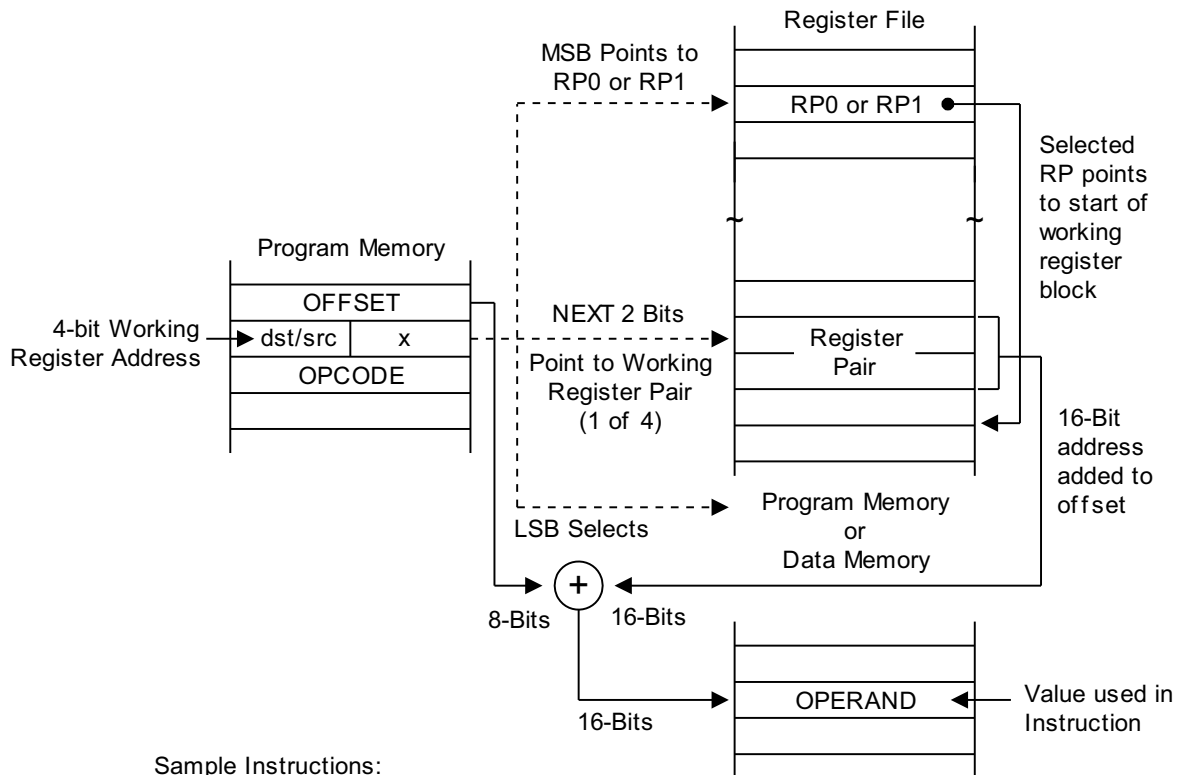 Register File
MSB Points to
RP0 or RP1
RP0 or RP1
Selected
RP points
to start of
working
register
block
Program Memory
OFFSET
4-bit Working
Register Address
dst/src
x
OPCODE
NEXT 2 Bits
Point to Working
Register Pair
(1 of 4)
Register
Pair
16-Bit
address
added to
offset
LSB Selects
Program Memory
or
Data Memory
+
8-Bits
16-Bits
16-Bits
OPERAND
Value used in
Instruction
Sample Instructions: